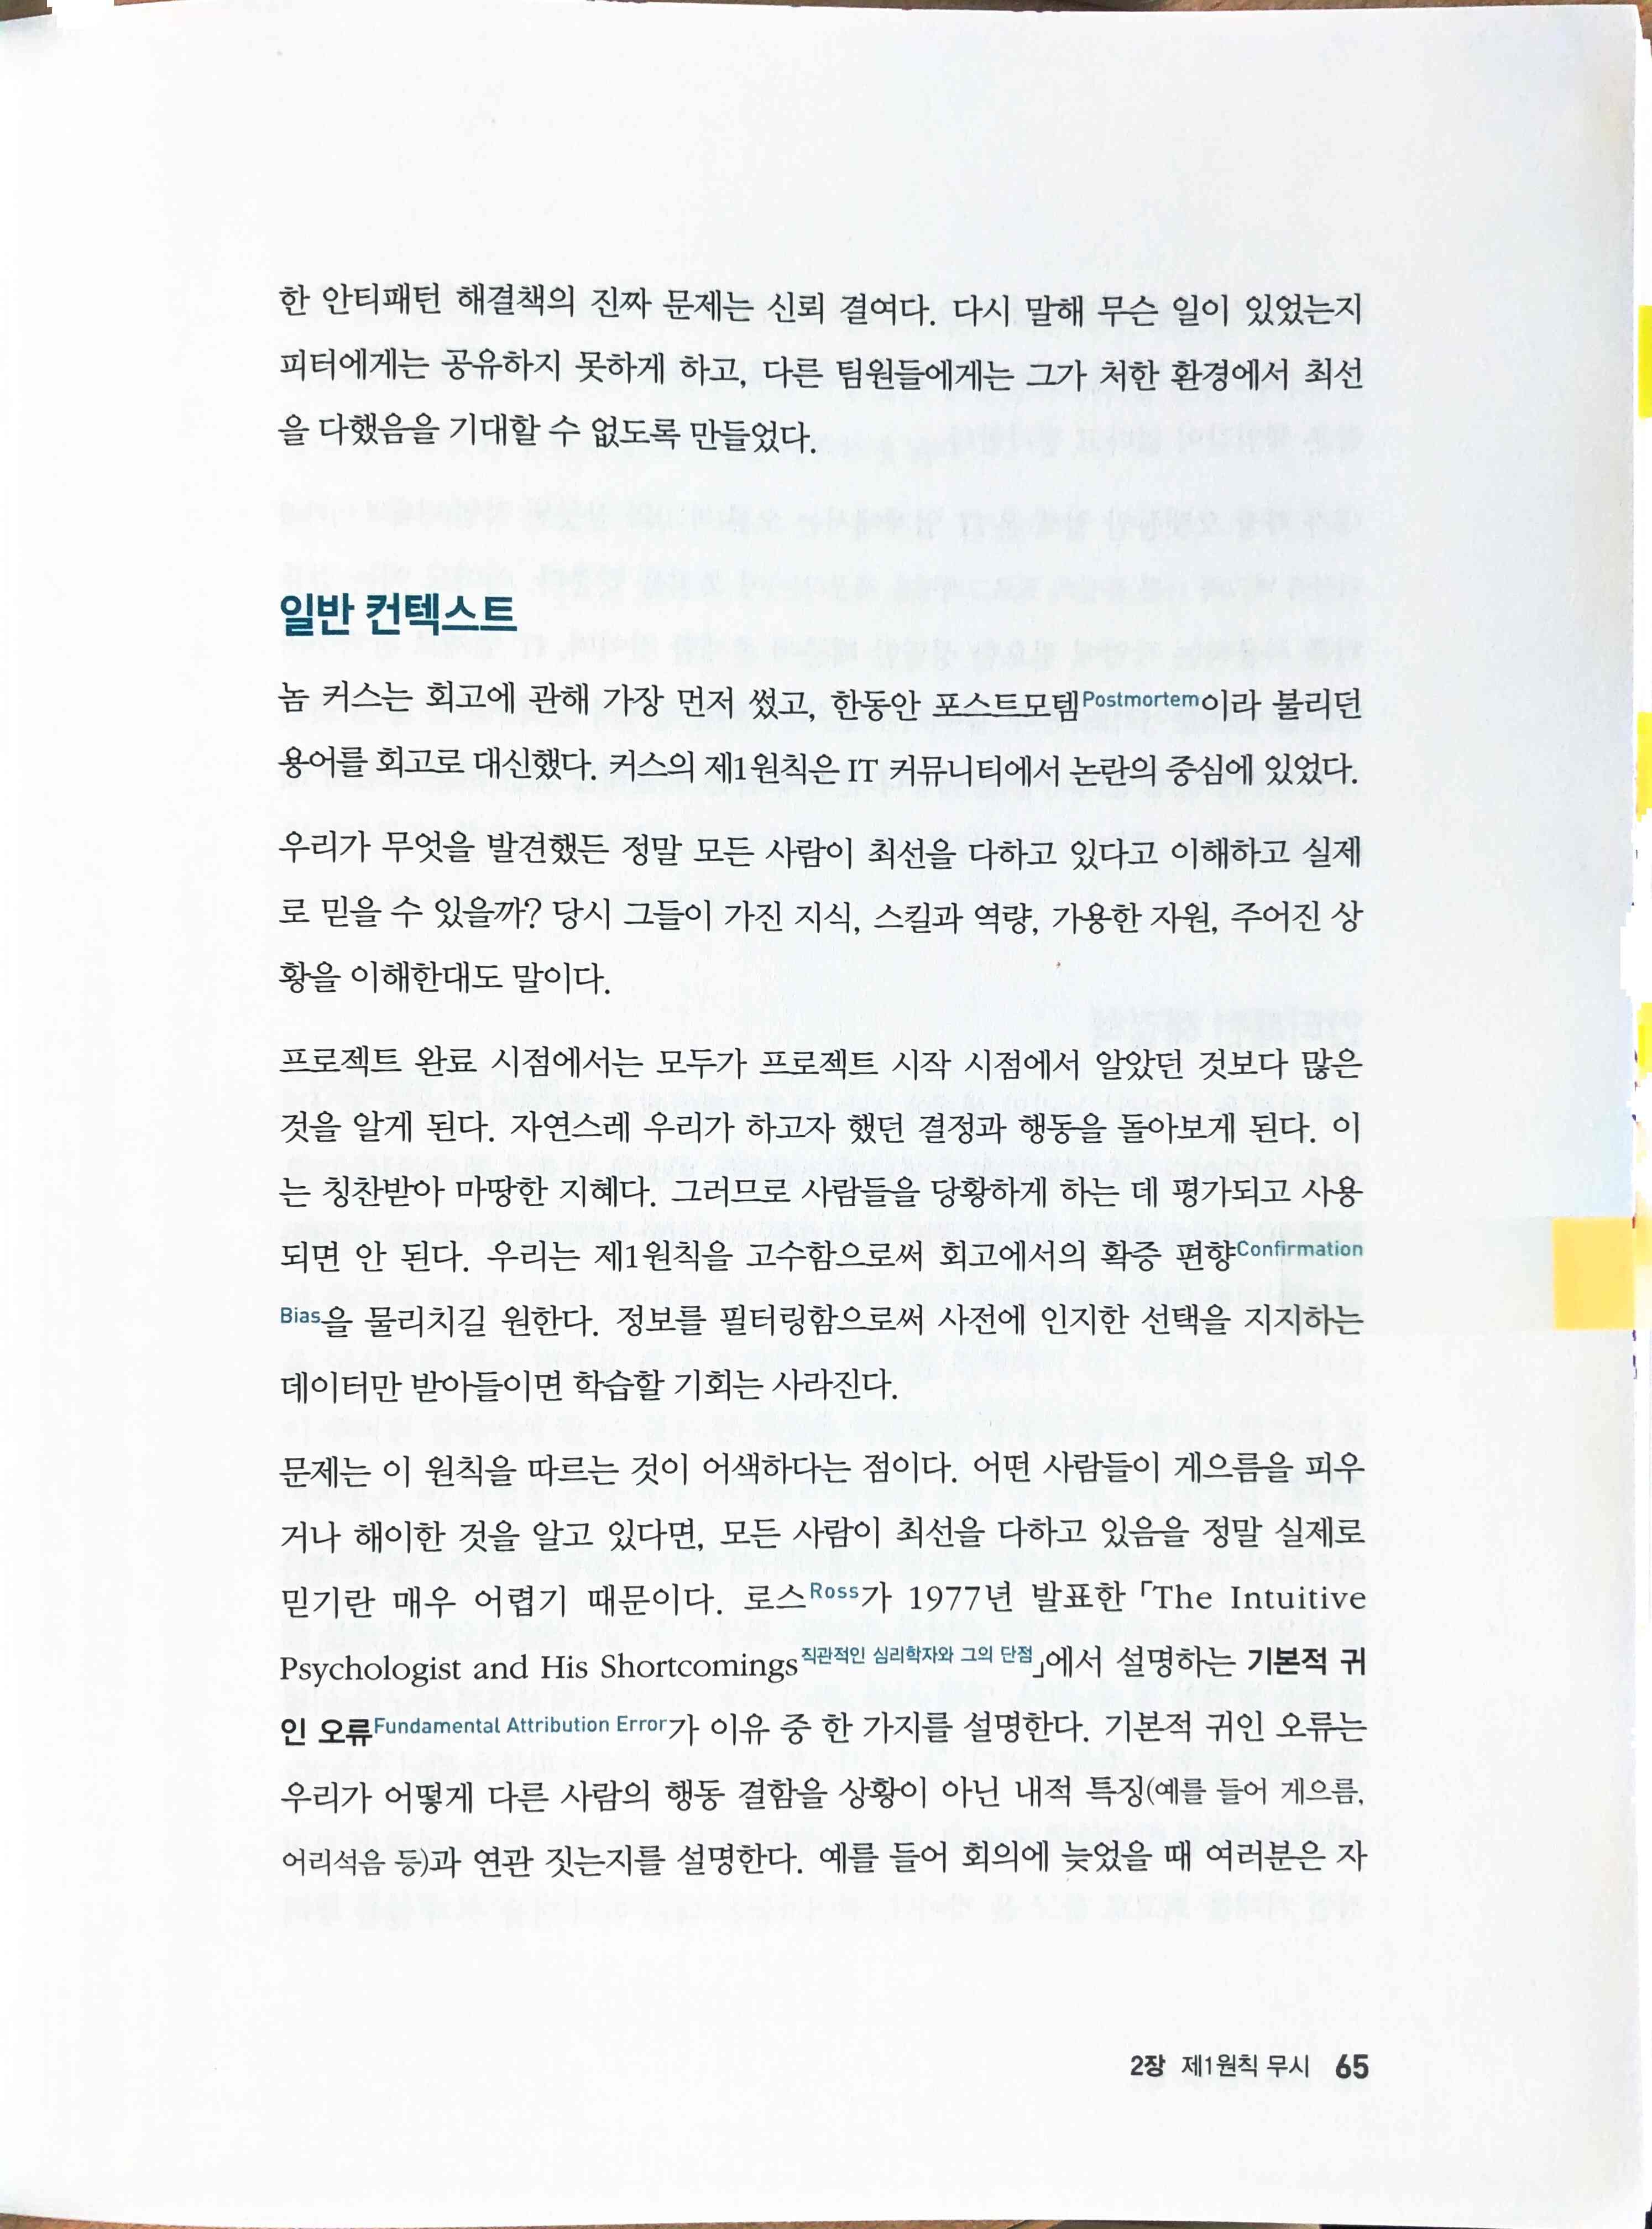 한 안티패턴 해결책의 진짜 문제는 신뢰 결여다. 다시 말해 무슨 일이 있었는지
피터에게는 공유하지 못하게 하고, 다른 팀원들에게는 그가 처한 환경에서 최선
을 다했음을 기대할 수 없도록 만들었다.
일반 컨텍스트
놈 커스는 회고에 관해 가장 먼저 썼고, 한동안 포스트모템Postmortem이라 불리던
용어를 회고로 대신했다. 커스의 제1원칙은 IT 커뮤니티에서 논란의 중심에 있었다.
우리가 무엇을 발견했든 정말 모든 사람이 최선을 다하고 있다고 이해하고 실제
로 믿을 수 있을까? 당시 그들이 가진 지식, 스킬과 역량, 가용한 자원, 주어진 상
황을 이해한대도 말이다.
프로젝트 완료 시점에서는 모두가 프로젝트 시작 시점에서 알았던 것보다 많은
것을 알게 된다. 자연스레 우리가 하고자 했던 결정과 행동을 돌아보게 된다. 이
는 칭찬받아 마땅한 지혜다. 그러므로 사람들을 당황하게 하는 데 평가되고 사용
되면 안 된다. 우리는 제1원칙을 고수함으로써 회고에서의 확증 편향Confirmation
Bias을 물리치길 원한다. 정보를 필터링함으로써 사전에 인지한 선택을 지지하는
데이터만 받아들이면 학습할 기회는 사라진다.
문제는 이 원칙을 따르는 것이 어색하다는 점이다. 어떤 사람들이 게으름을 피우
거나 해이한 것을 알고 있다면, 모든 사람이 최선을 다하고 있음을 정말 실제로
믿기란 매우 어렵기 때문이다. 로스Ross가 1977년 발표한 「The Intuitive
Psychologist and His Shortcomings직관적인 심리학자와 그의 단점」에서 설명하는 기본적 귀
인 오류Fundamental Attribution Error가 이유 중 한 가지를 설명한다. 기본적 귀인 오류는
우리가 어떻게 다른 사람의 행동 결함을 상황이 아닌 내적 특징(예를 들어 게으름,
어리석음 등)과 연관 짓는지를 설명한다. 예를 들어 회의에 늦었을 때 여러분은 자
2장 제1원칙 무시 65